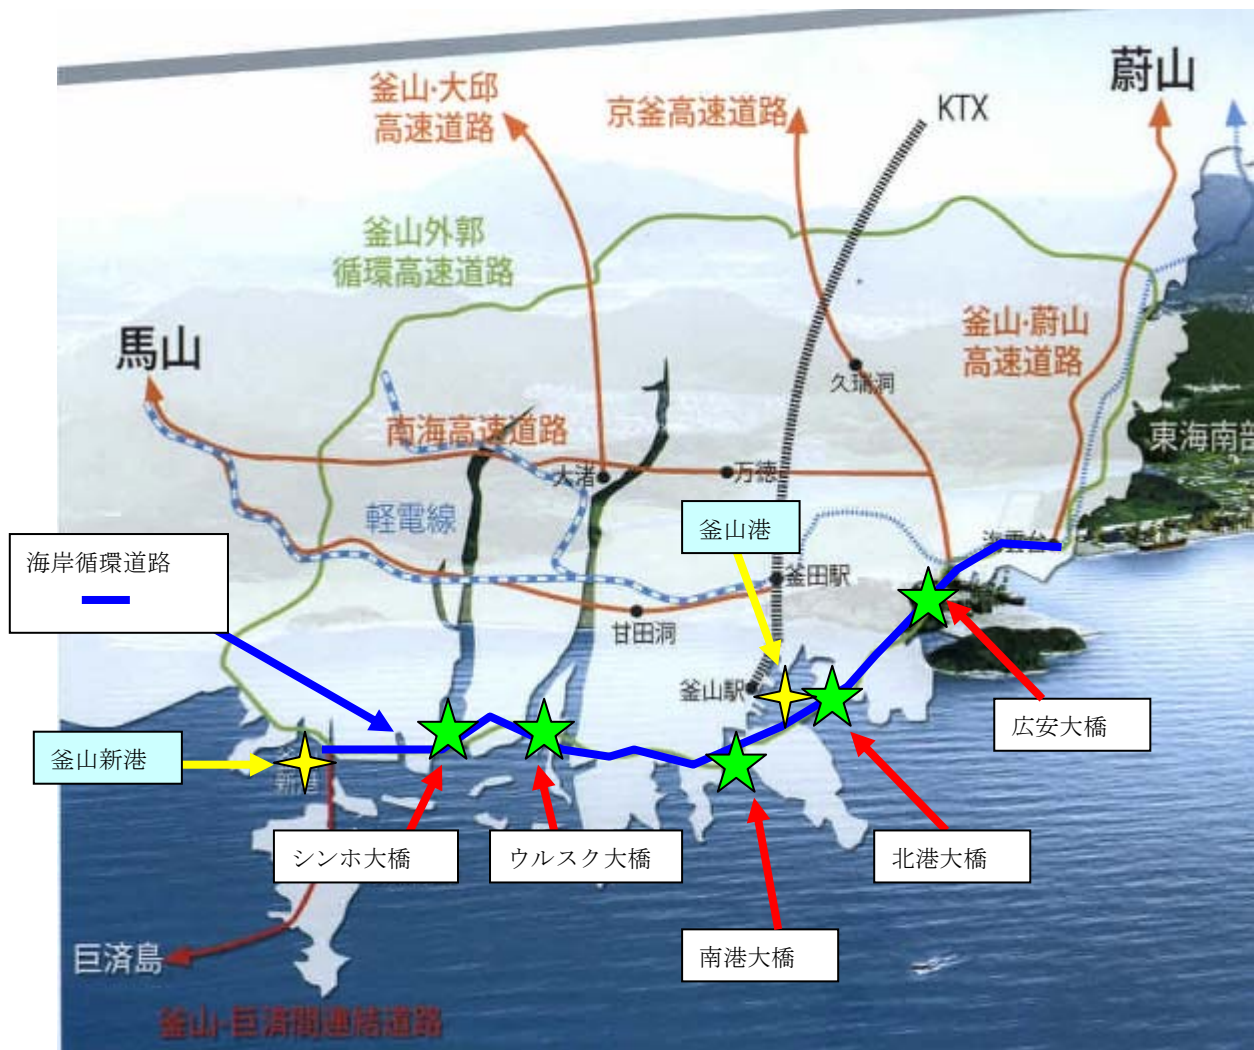 蔚山
釜山·大邱
高速道路
京釜高速道路
KTX
釜山外郭
循環高速道路
釜山·蔚山
高速道路
馬山
久瑞洞
南海高速道路
東海南部
大渚
万徳
軽電線
釜山港
海雲台
海岸循環道路
釜田駅
甘田洞
釜山駅
広安大橋
釜山新港
シンホ大橋
ウルスク大橋
北港大橋
南港大橋
巨済島
釜山-巨済間連結道路